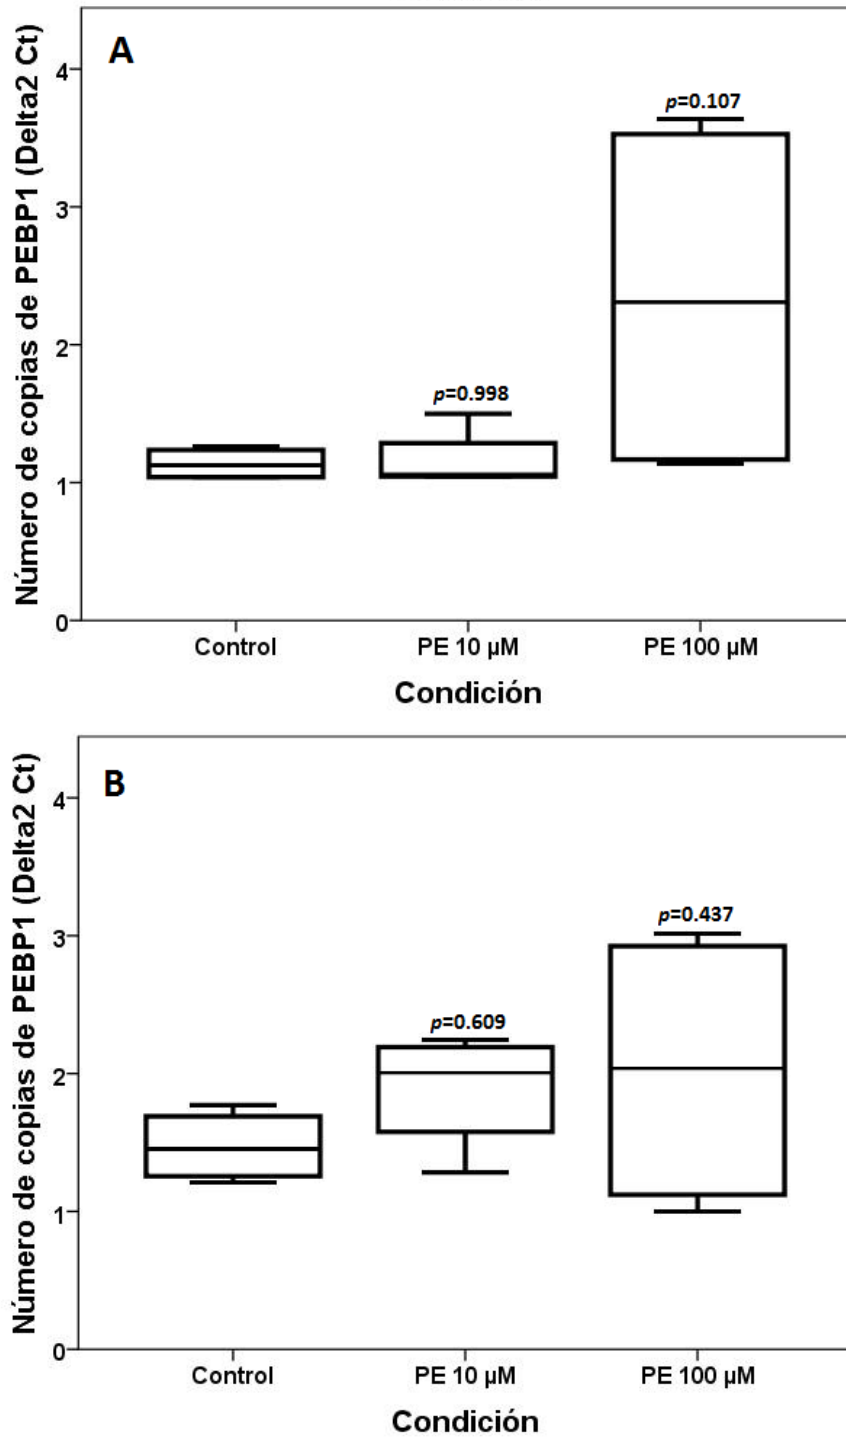 A
Número de copias de PEBP1 (Delta2 Ct)
4
3
2
1
0
p=0.998
p=0.107
Control
PE 10 µM
PE 100 µM
Condición
B
Número de copias de PEBP1 (Delta2 Ct)
4
3
2
1
0
p=0.609
p=0.437
Control
PE 10 µM
PE 100 µM
Condición